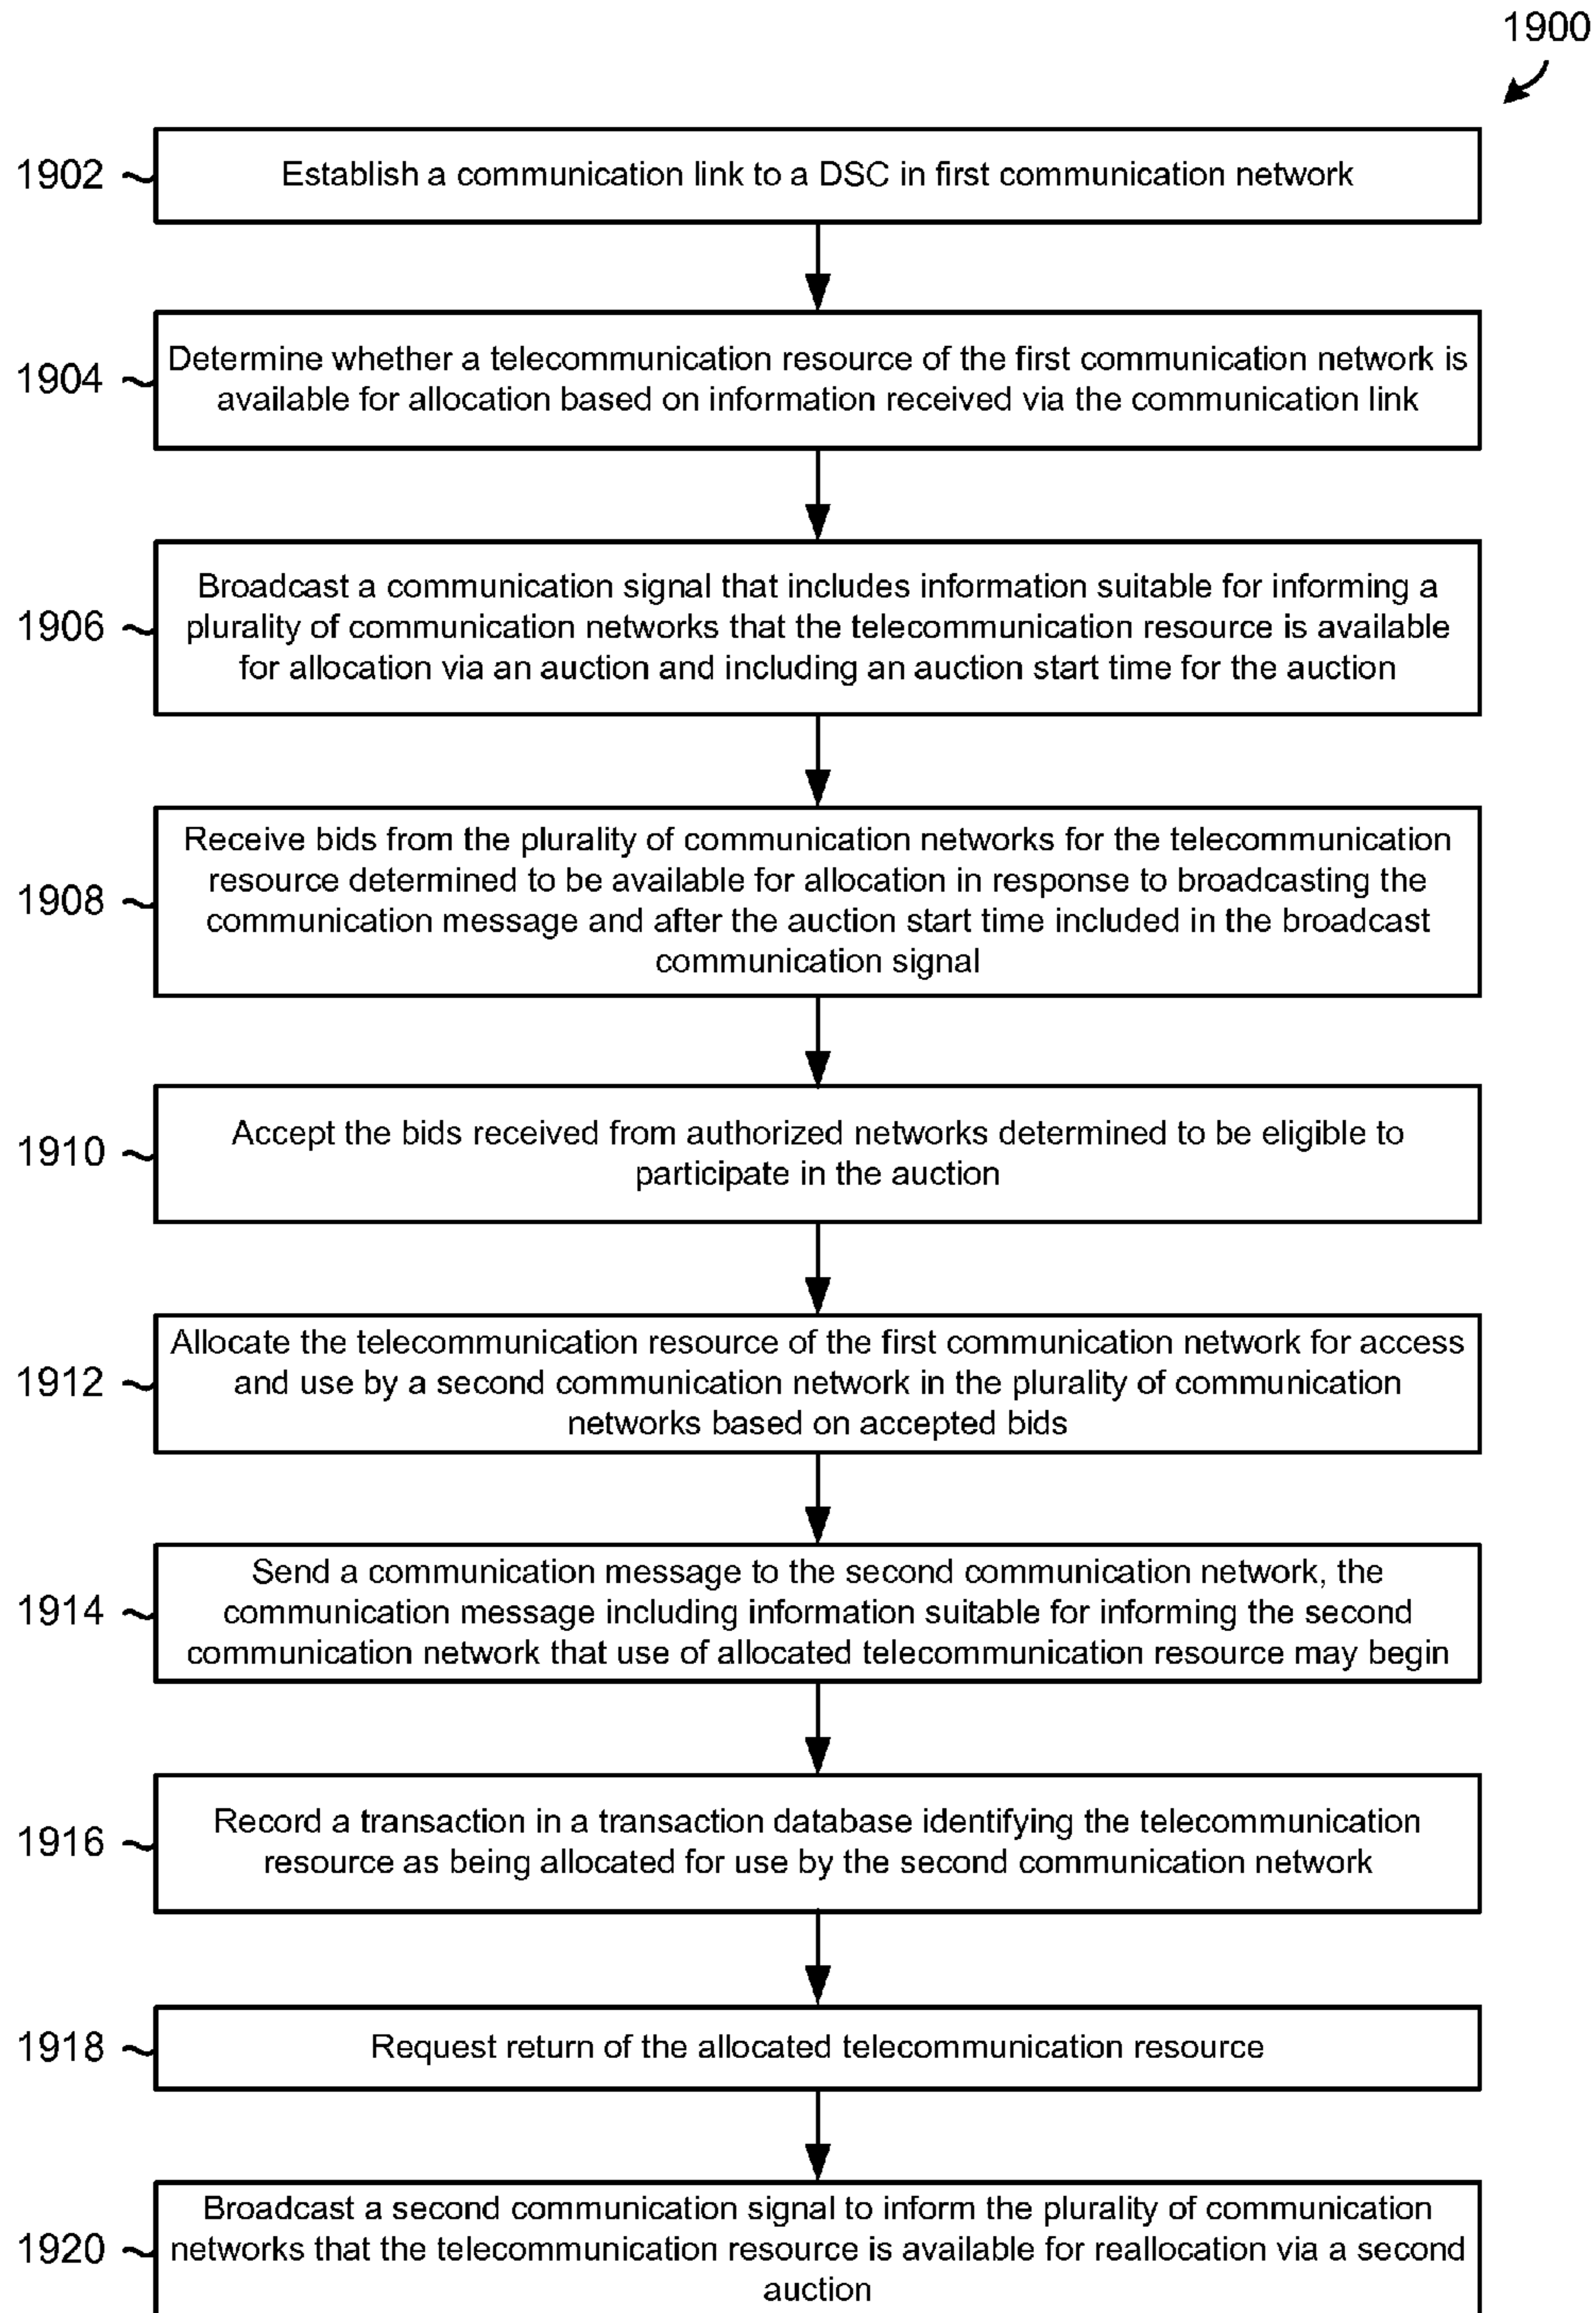 1900
1902
Establish a communication link to a DSC in first communication network
1904
Determine whether a telecommunication resource of the first communication network is
available for allocation based on information received via the communication link
1906
Broadcast a communication signal that includes information suitable for informing a
plurality of communication networks that the telecommunication resource is available
for allocation via an auction and including an auction start time for the auction
1908
Receive bids from the plurality of communication networks for the telecommunication
resource determined to be available for allocation in response to broadcasting the
communication message and after the auction start time included in the broadcast
communication signal
1910
Accept the bids received from authorized networks determined to be eligible to
participate in the auction
1912
Allocate the telecommunication resource of the first communication network for access
and use by a second communication network in the plurality of communication
networks based on accepted bids
1914
Send a communication message to the second communication network, the
communication message including information suitable for informing the second
communication network that use of allocated telecommunication resource may begin
1916
Record a transaction in a transaction database identifying the telecommunication
resource as being allocated for use by the second communication network
1918
Request return of the allocated telecommunication resource
1920
Broadcast a second communication signal to inform the plurality of communication
networks that the telecommunication resource is available for reallocation via a second
auction